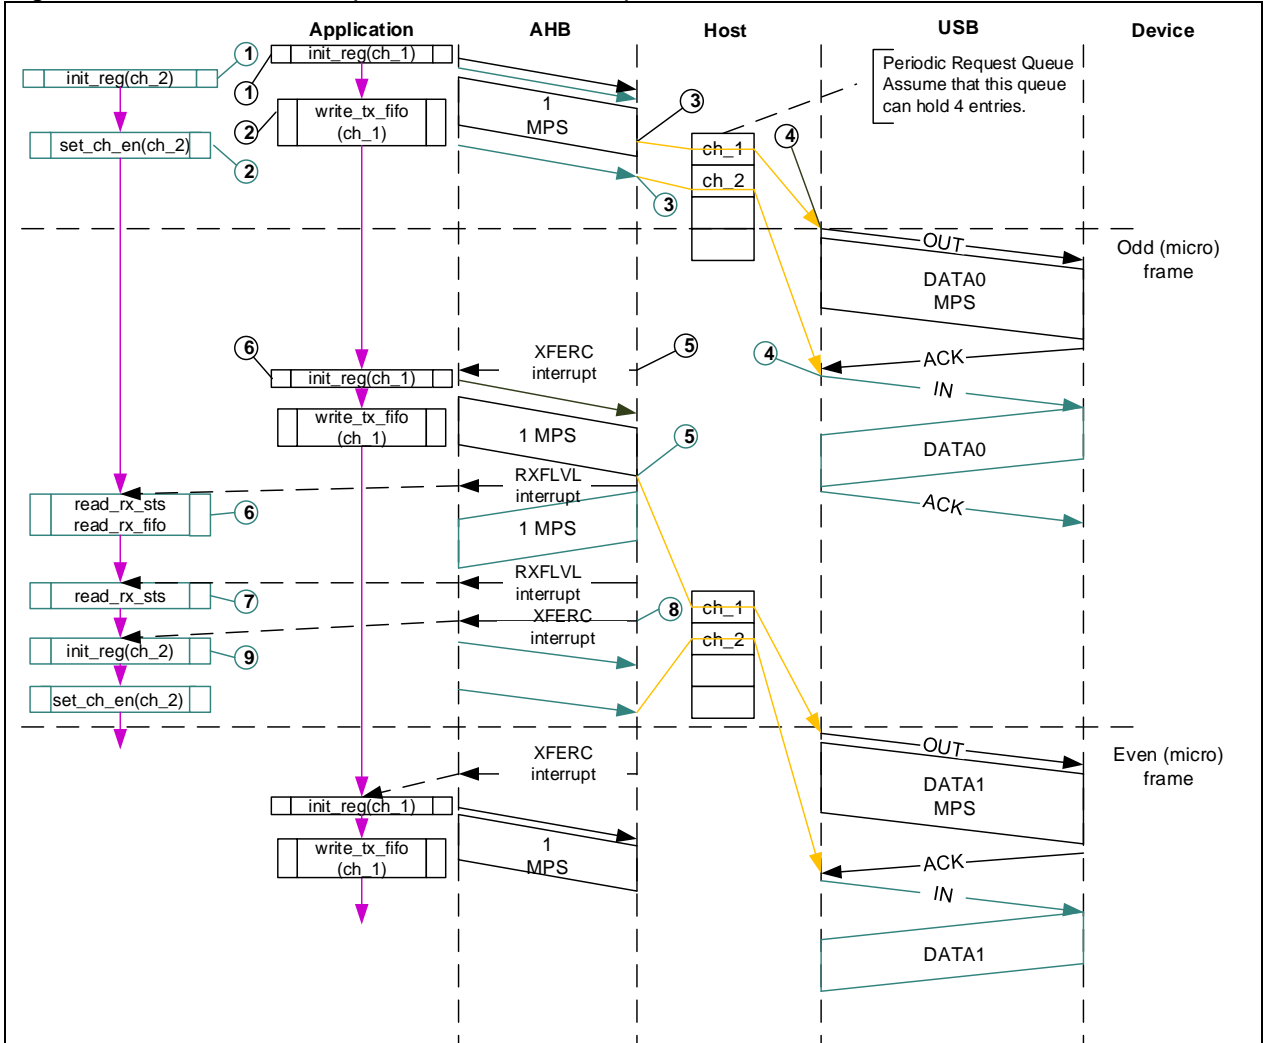 Application
AHB
Host
USB
Device
init_reg(ch_2)
1
init_reg(ch_1)
1
Periodic Request Queue
Assume that this queue
can hold 4 entries.
write_tx_fifo
(ch_1)
2
1
MPS
3
4
set_ch_en(ch_2)
2
ch_1
ch_2
3
OUT
Odd (micro)
frame
DATA0
MPS
6
XFERC
interrupt
5
4
ACK
init_reg(ch_1)
IN
write_tx_fifo
(ch_1)
1 MPS
5
DATA0
RXFLVL
interrupt
read_rx_sts
read_rx_fifo
6
1 MPS
ACK
RXFLVL
interrupt
read_rx_sts
7
XFERC
interrupt
8
ch_1
ch_2
init_reg(ch_2)
9
set_ch_en(ch_2)
XFERC
interrupt
OUT
Even (micro)
frame
init_reg(ch_1)
DATA1
MPS
write_tx_fifo
(ch_1)
1
MPS
ACK
IN
DATA1